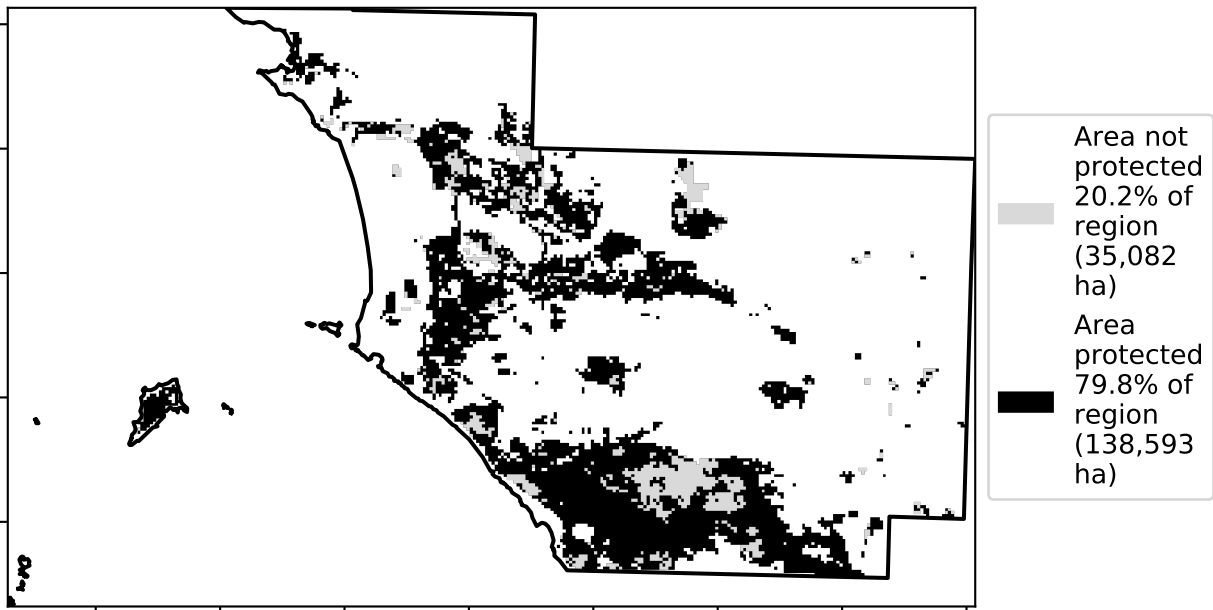 Area not
protected
20.2% of
region
(35,082
ha)
Area
protected
79.8% of
region
(138,593
ha)